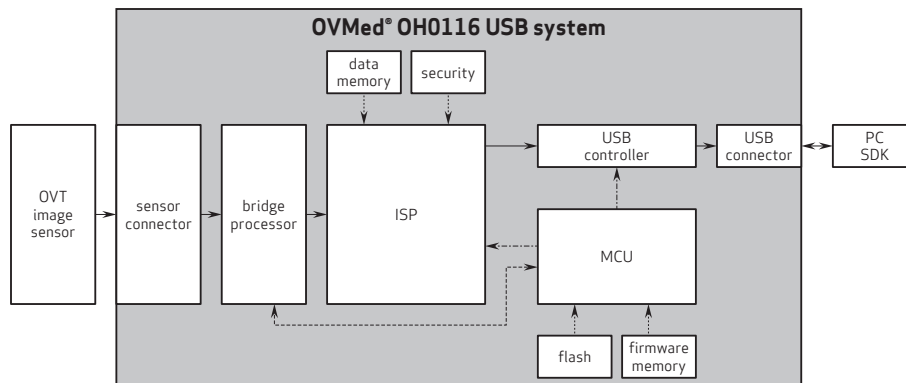 OVMed® OH0116 USB system
data
memory
security
OVT
image
sensor
sensor
connector
bridge
processor
ISP
USB
controller
USB
connector
PC
SDK
MCU
flash
firmware
memory